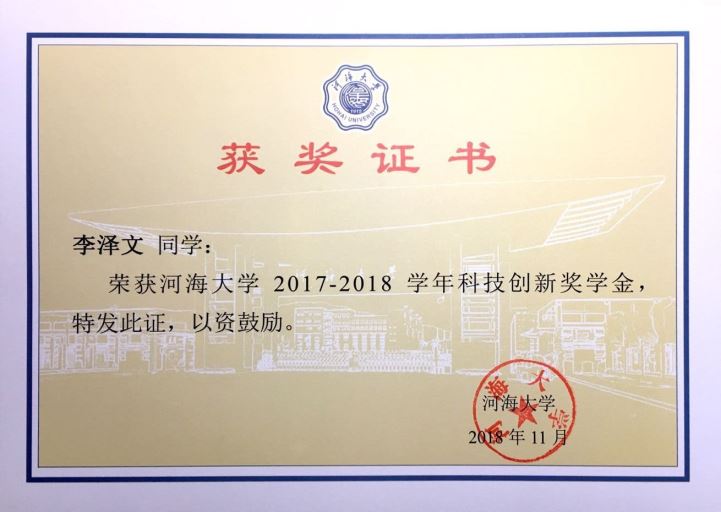 河海大学
HOHAI UNIVERSITY
1915
获奖证书
李泽文 同学：
荣获河海大学 2017-2018 学年科技创新奖学金，
特发此证，以资鼓励。
河海大学
河海大学
2018 年 11 月